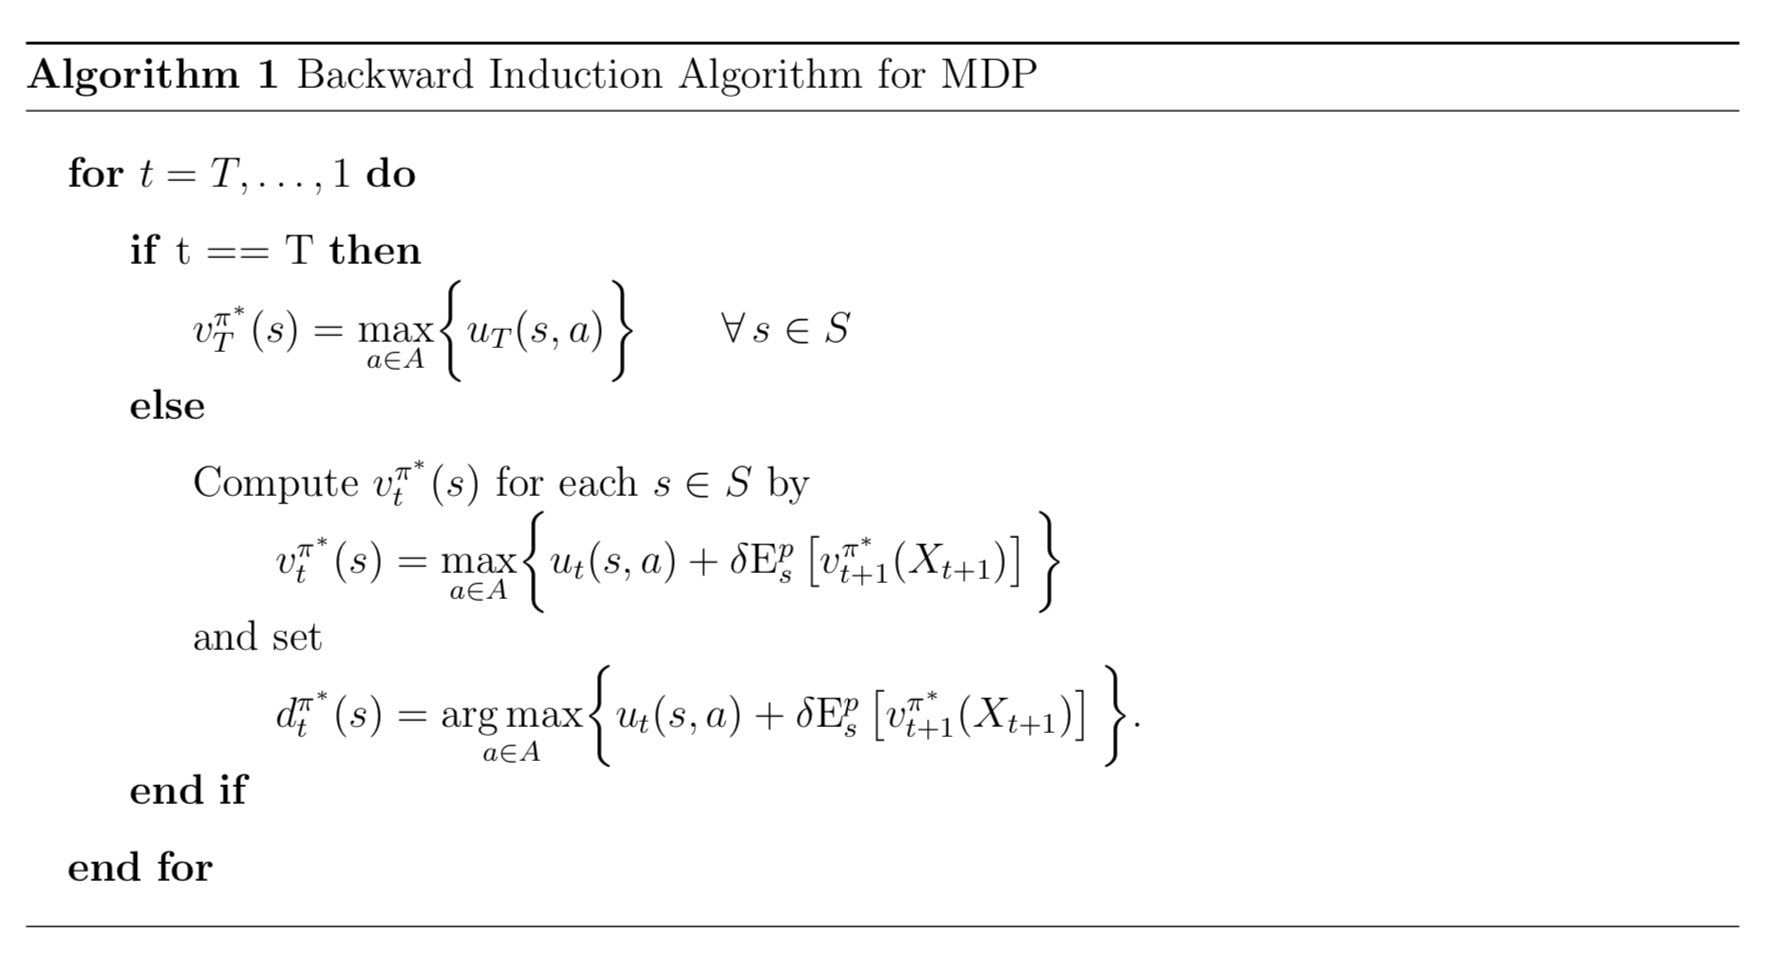 Algorithm 1 Backward Induction Algorithm for MDP
for $t = T, \ldots, 1$ do
if t == T then
$v_T^{\pi^*}(s) = \max_{a \in A} \left\{ u_T(s, a) \right\} \quad \forall\, s \in S$
else
Compute $v_t^{\pi^*}(s)$ for each $s \in S$ by
$v_t^{\pi^*}(s) = \max_{a \in A} \left\{ u_t(s, a) + \delta \mathrm{E}_s^p \left[ v_{t+1}^{\pi^*}(X_{t+1}) \right] \right\}$
and set
$d_t^{\pi^*}(s) = \arg\max_{a \in A} \left\{ u_t(s, a) + \delta \mathrm{E}_s^p \left[ v_{t+1}^{\pi^*}(X_{t+1}) \right] \right\}.$
end if
end for